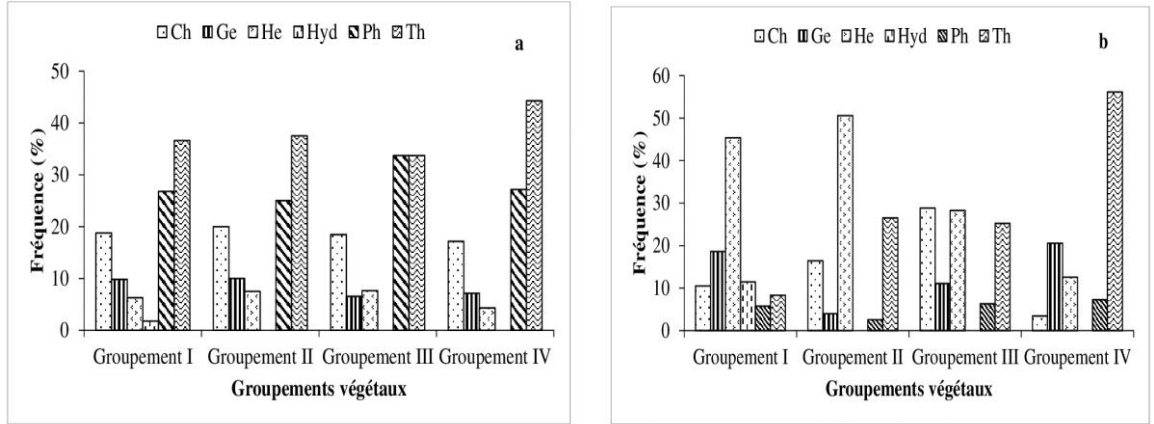 Ch Ge He Hyd Ph Th
a
Fréquence (%)
50
40
30
20
10
0
Groupement I Groupement II Groupement III Groupement IV
Groupements végétaux
Ch Ge He Hyd Ph Th
b
Fréquence (%)
60
50
40
30
20
10
0
Groupement I Groupement II Groupement III Groupement IV
Groupements végétaux